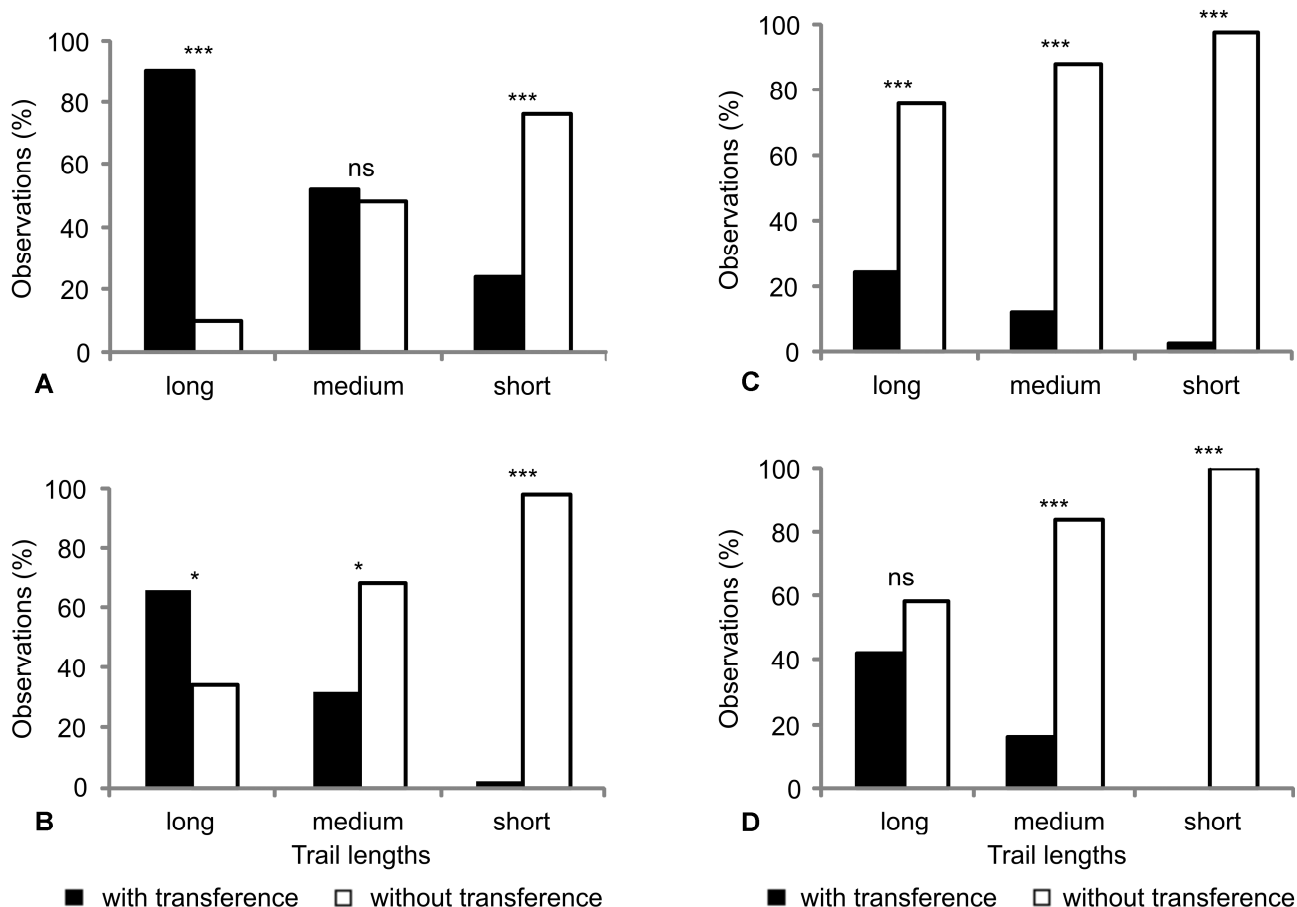 Observations (%)
100
80
60
40
20
0
***
ns
***
long
medium
short
A
Observations (%)
100
80
60
40
20
0
*
*
***
long
medium
short
B
Trail lengths
with transference
without transference
Observations (%)
100
80
60
40
20
0
***
***
***
long
medium
short
C
Observations (%)
100
80
60
40
20
0
ns
***
***
long
medium
short
D
Trail lengths
with transference
without transference